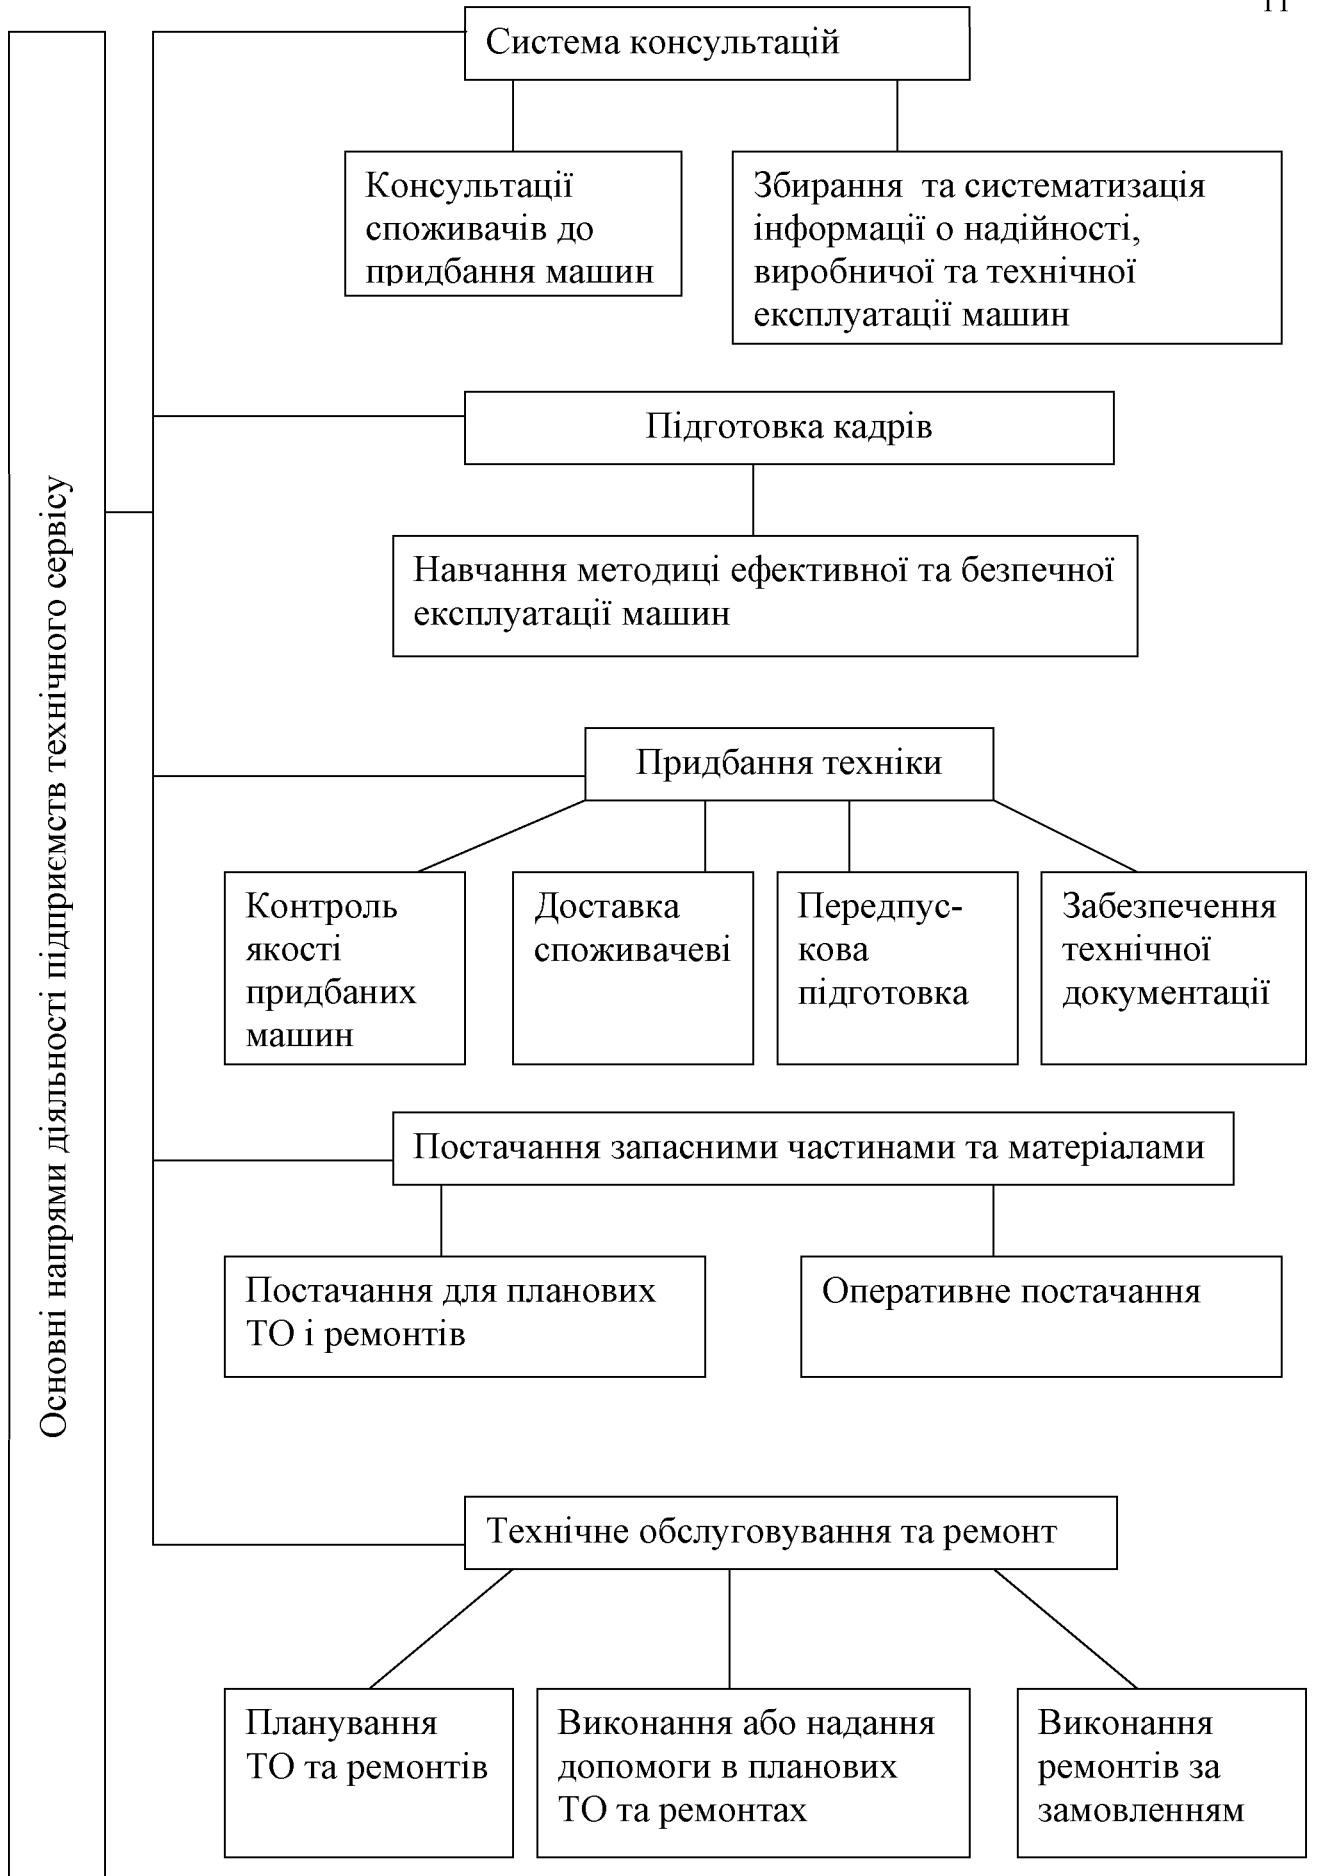 Система консультацій
Консультації
споживачів до
придбання машин
Збирання та систематизація
інформації о надійності,
виробничої та технічної
експлуатації машин
Підготовка кадрів
Навчання методиці ефективної та безпечної
експлуатації машин
Основні напрями діяльності підприємств технічного сервісу
Придбання техніки
Контроль
якості
придбаних
машин
Доставка
споживачеві
Передпус-
кова
підготовка
Забезпечення
технічної
документації
Постачання запасними частинами та матеріалами
Постачання для планових
ТО і ремонтів
Оперативне постачання
Технічне обслуговування та ремонт
Планування
ТО та ремонтів
Виконання або надання
допомоги в планових
ТО та ремонтах
Виконання
ремонтів за
замовленням